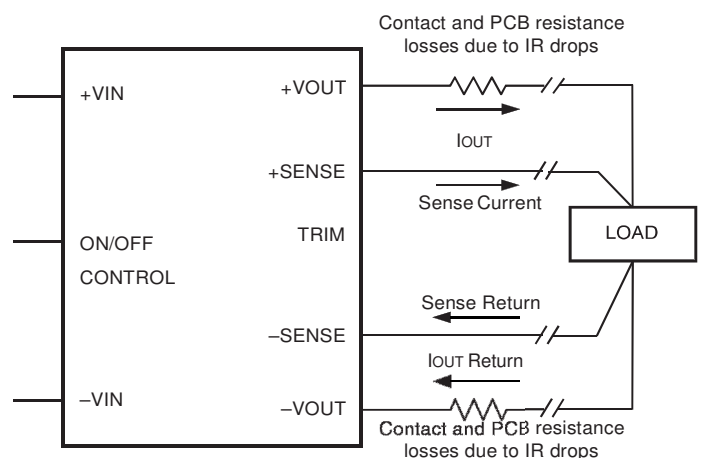 Contact and PCB resistance
losses due to IR drops
+VIN
+VOUT
IOUT
+SENSE
Sense Current
ON/OFF
CONTROL
TRIM
LOAD
Sense Return
–SENSE
IOUT Return
–VIN
–VOUT
Contact and PCB resistance
losses due to IR drops